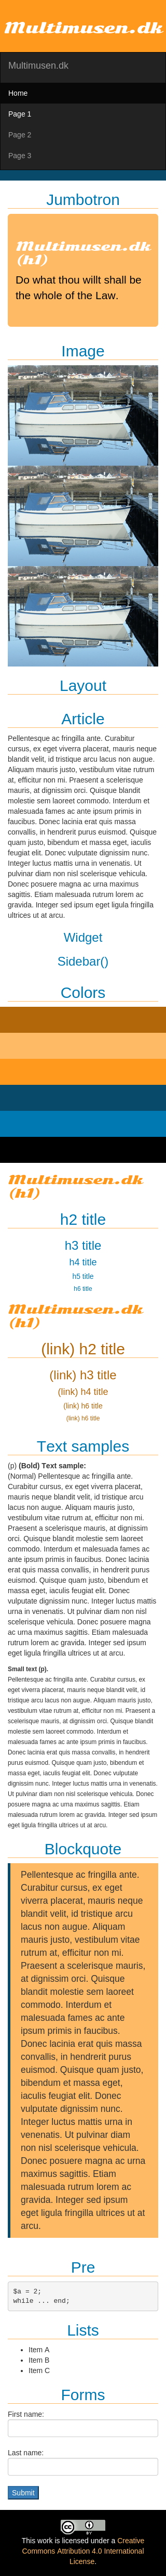 Multimusen.dk
Multimusen.dk
Home
Page 1
Page 2
Page 3
Jumbotron
Multimusen.dk
(h1)
Do what thou willt shall be
the whole of the Law.
Image
Layout
Article
Pellentesque ac fringilla ante. Curabitur
cursus, ex eget viverra placerat, mauris neque
blandit velit, id tristique arcu lacus non augue.
Aliquam mauris justo, vestibulum vitae rutrum
at, efficitur non mi. Praesent a scelerisque
mauris, at dignissim orci. Quisque blandit
molestie sem laoreet commodo. Interdum et
malesuada fames ac ante ipsum primis in
faucibus. Donec lacinia erat quis massa
convallis, in hendrerit purus euismod. Quisque
quam justo, bibendum et massa eget, iaculis
feugiat elit. Donec vulputate dignissim nunc.
Integer luctus mattis urna in venenatis. Ut
pulvinar diam non nisl scelerisque vehicula.
Donec posuere magna ac urna maximus
sagittis. Etiam malesuada rutrum lorem ac
gravida. Integer sed ipsum eget ligula fringilla
ultrices ut at arcu.
Widget
Sidebar()
Colors
Multimusen.dk
(h1)
h2 title
h3 title
h4 title
h5 title
h6 title
Multimusen.dk
(h1)
(link) h2 title
(link) h3 title
(link) h4 title
(link) h6 title
(link) h6 title
Text samples
(p) (Bold) Text sample:
(Normal) Pellentesque ac fringilla ante.
Curabitur cursus, ex eget viverra placerat,
mauris neque blandit velit, id tristique arcu
lacus non augue. Aliquam mauris justo,
vestibulum vitae rutrum at, efficitur non mi.
Praesent a scelerisque mauris, at dignissim
orci. Quisque blandit molestie sem laoreet
commodo. Interdum et malesuada fames ac
ante ipsum primis in faucibus. Donec lacinia
erat quis massa convallis, in hendrerit purus
euismod. Quisque quam justo, bibendum et
massa eget, iaculis feugiat elit. Donec
vulputate dignissim nunc. Integer luctus mattis
urna in venenatis. Ut pulvinar diam non nisl
scelerisque vehicula. Donec posuere magna ac
urna maximus sagittis. Etiam malesuada
rutrum lorem ac gravida. Integer sed ipsum
eget ligula fringilla ultrices ut at arcu.
Small text (p).
Pellentesque ac fringilla ante. Curabitur cursus, ex
eget viverra placerat, mauris neque blandit velit, id
tristique arcu lacus non augue. Aliquam mauris justo,
vestibulum vitae rutrum at, efficitur non mi. Praesent a
scelerisque mauris, at dignissim orci. Quisque blandit
molestie sem laoreet commodo. Interdum et
malesuada fames ac ante ipsum primis in faucibus.
Donec lacinia erat quis massa convallis, in hendrerit
purus euismod. Quisque quam justo, bibendum et
massa eget, iaculis feugiat elit. Donec vulputate
dignissim nunc. Integer luctus mattis urna in venenatis.
Ut pulvinar diam non nisl scelerisque vehicula. Donec
posuere magna ac urna maximus sagittis. Etiam
malesuada rutrum lorem ac gravida. Integer sed ipsum
eget ligula fringilla ultrices ut at arcu.
Blockquote
Pellentesque ac fringilla ante.
Curabitur cursus, ex eget
viverra placerat, mauris neque
blandit velit, id tristique arcu
lacus non augue. Aliquam
mauris justo, vestibulum vitae
rutrum at, efficitur non mi.
Praesent a scelerisque mauris,
at dignissim orci. Quisque
blandit molestie sem laoreet
commodo. Interdum et
malesuada fames ac ante
ipsum primis in faucibus.
Donec lacinia erat quis massa
convallis, in hendrerit purus
euismod. Quisque quam justo,
bibendum et massa eget,
iaculis feugiat elit. Donec
vulputate dignissim nunc.
Integer luctus mattis urna in
venenatis. Ut pulvinar diam
non nisl scelerisque vehicula.
Donec posuere magna ac urna
maximus sagittis. Etiam
malesuada rutrum lorem ac
gravida. Integer sed ipsum
eget ligula fringilla ultrices ut at
arcu.
Pre
$a = 2;
while ... end;
Lists
Item A
Item B
Item C
Forms
First name:
Last name:
Submit
CC BY
This work is licensed under a Creative
Commons Attribution 4.0 International
License.